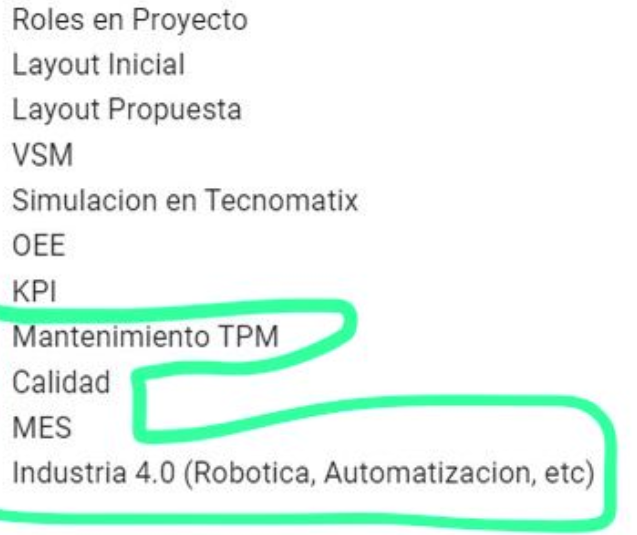 Roles en Proyecto
Layout Inicial
Layout Propuesta
VSM
Simulacion en Tecnomatix
OEE
KPI
Mantenimiento TPM
Calidad
MES
Industria 4.0 (Robotica, Automatizacion, etc)